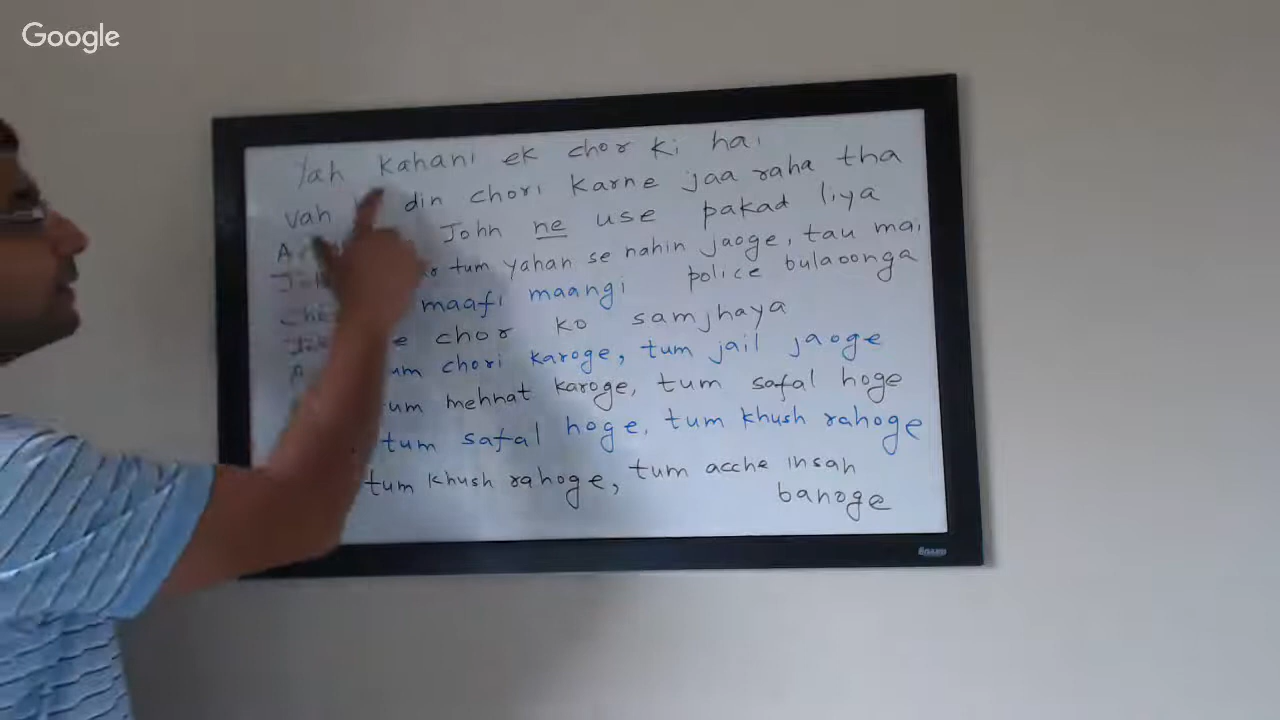 Google
Yah kahani ek chor ki hai
vah din chori karne jaa raha tha
John ne use pakad liya
tum yahan se nahin jaoge, tau mai
maafi maangi police bulaoonga
chor ko samjhaya
chori karoge, tum jail jaoge
mehnat karoge, tum safal hoge
tum safal hoge, tum khush rahoge
tum khush rahoge, tum acche insan
banoge